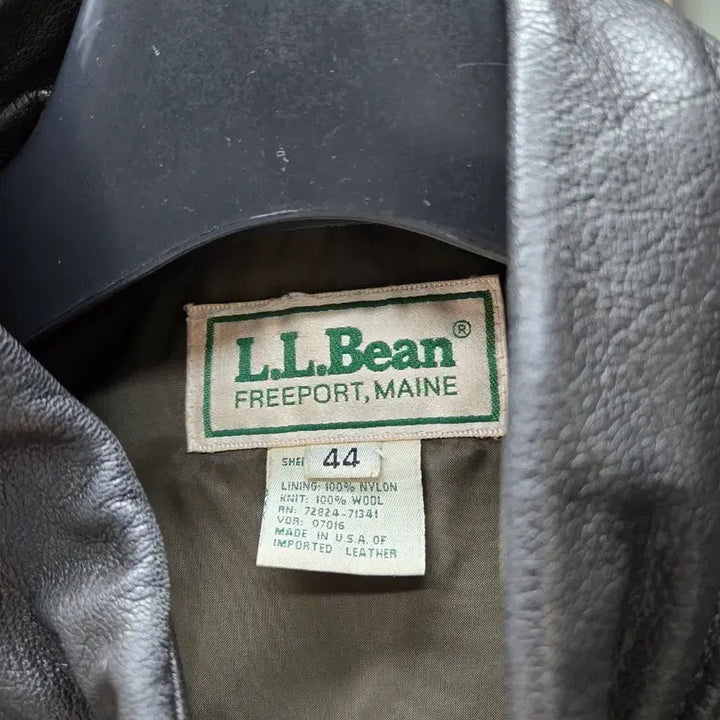 L.L.Bean®
FREEPORT, MAINE
44
LINING: 100% NYLON
KNIT: 100% WOOL
RN: 72824-71341
VDR: 07016
MADE IN U.S.A. OF
IMPORTED LEATHER